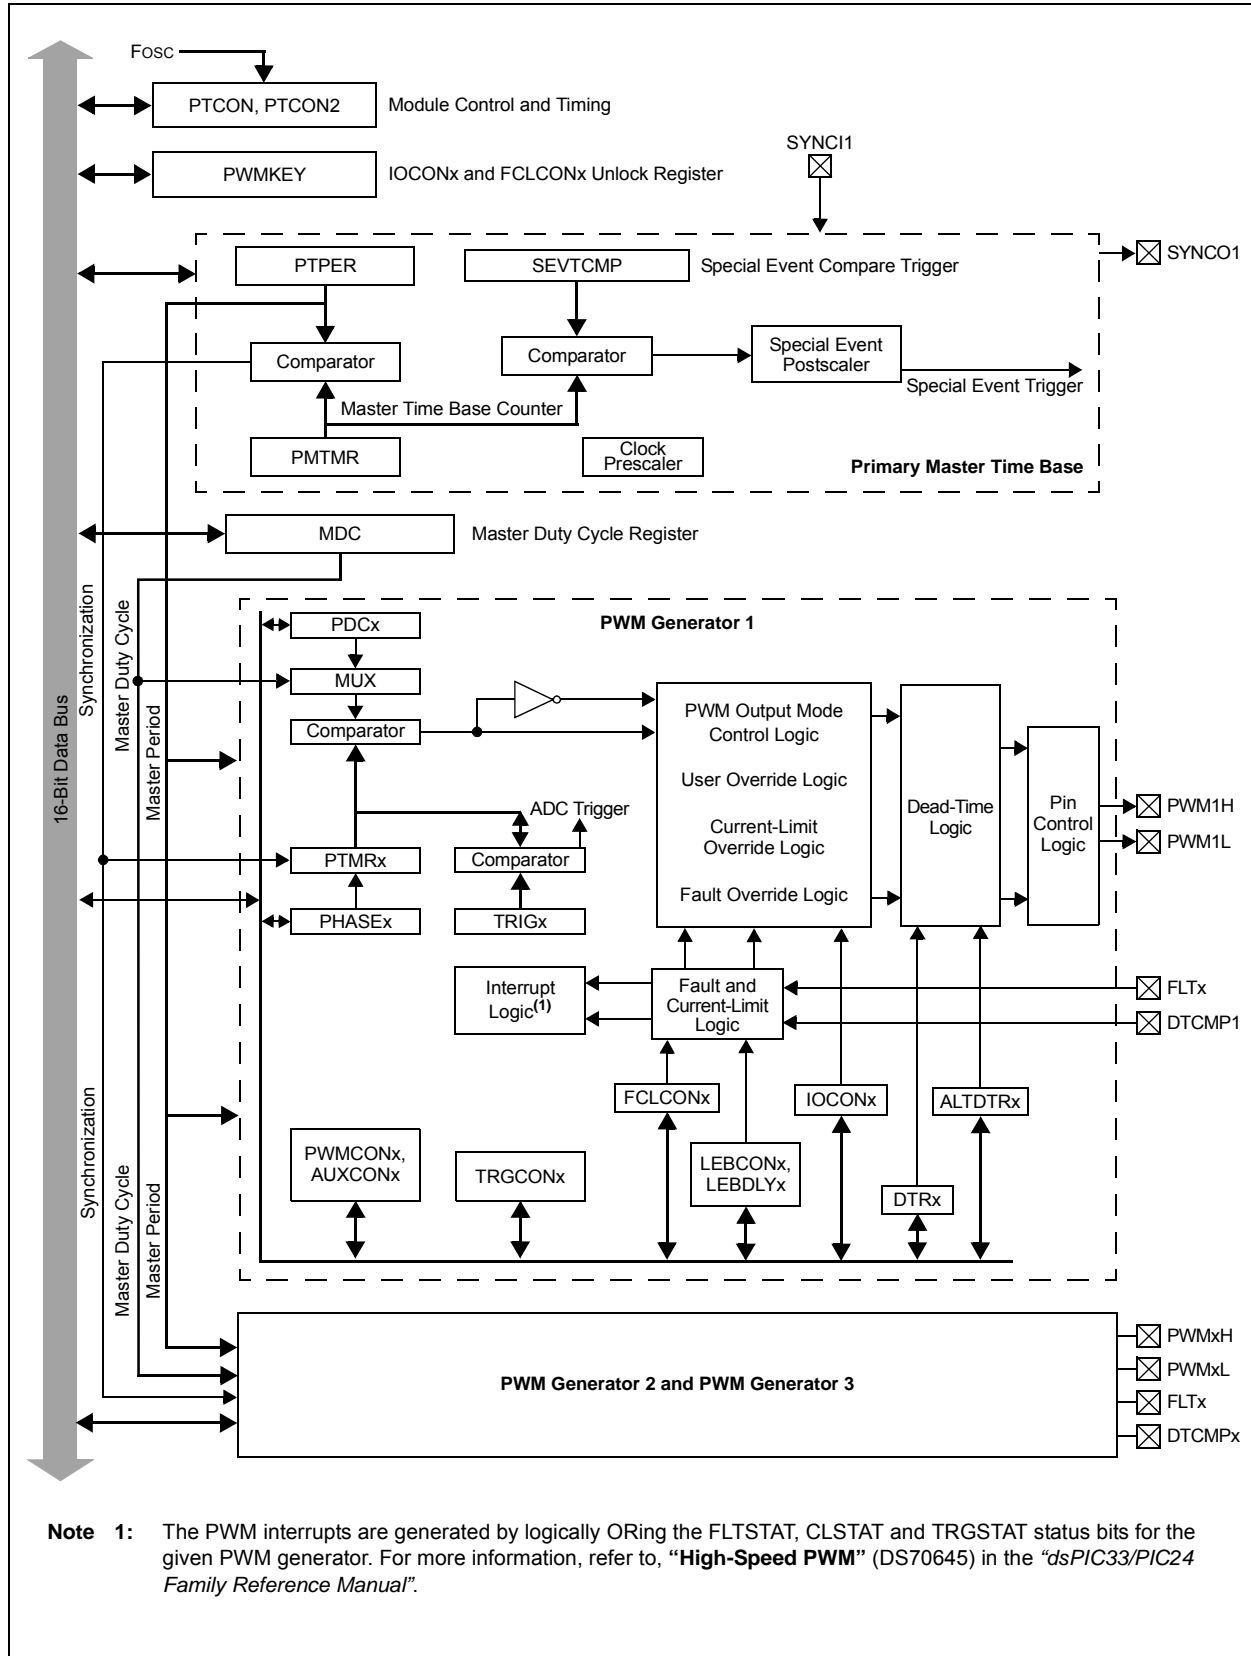 FOSC
PTCON, PTCON2
Module Control and Timing
PWMKEY
IOCONx and FCLCONx Unlock Register
SYNCI1
PTPER
SEVTCMP
Special Event Compare Trigger
SYNCO1
Comparator
Comparator
Special Event
Postscaler
Special Event Trigger
Master Time Base Counter
PMTMR
Clock
Prescaler
Primary Master Time Base
MDC
Master Duty Cycle Register
16-Bit Data Bus
Synchronization
Master Duty Cycle
Master Period
PWM Generator 1
PDCx
MUX
Comparator
PWM Output Mode
Control Logic
User Override Logic
Current-Limit
Override Logic
Fault Override Logic
Dead-Time
Logic
Pin
Control
Logic
PWM1H
PWM1L
ADC Trigger
PTMRx
Comparator
PHASEx
TRIGx
Interrupt
Logic(1)
Fault and
Current-Limit
Logic
FLTx
DTCMP1
FCLCONx
IOCONx
ALTDTRx
PWMCONx,
AUXCONx
TRGCONx
LEBCONx,
LEBDLYx
DTRx
Synchronization
Master Duty Cycle
Master Period
PWM Generator 2 and PWM Generator 3
PWMxH
PWMxL
FLTx
DTCMPx
Note 1: The PWM interrupts are generated by logically ORing the FLTSTAT, CLSTAT and TRGSTAT status bits for the
given PWM generator. For more information, refer to, “High-Speed PWM” (DS70645) in the “dsPIC33/PIC24
Family Reference Manual”.